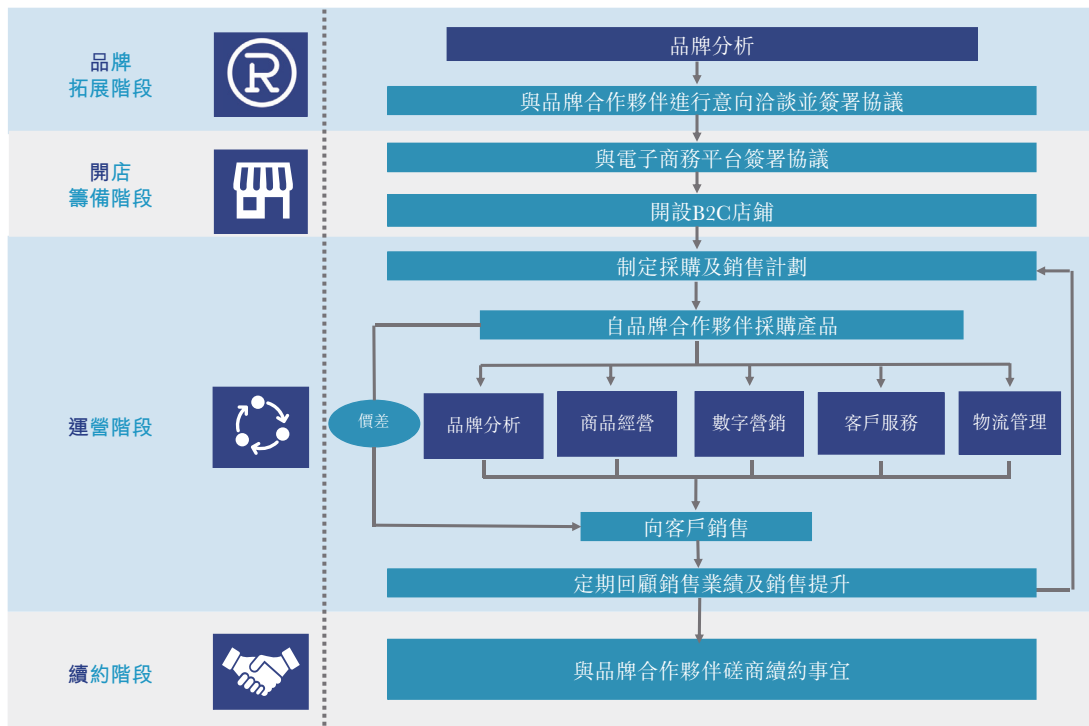 品牌
拓展階段
R
品牌分析
與品牌合作夥伴進行意向洽談並簽署協議
開店
籌備階段
與電子商務平台簽署協議
開設B2C店鋪
運營階段
制定採購及銷售計劃
自品牌合作夥伴採購產品
價差
品牌分析
商品經營
數字營銷
客戶服務
物流管理
向客戶銷售
定期回顧銷售業績及銷售提升
續約階段
與品牌合作夥伴磋商續約事宜